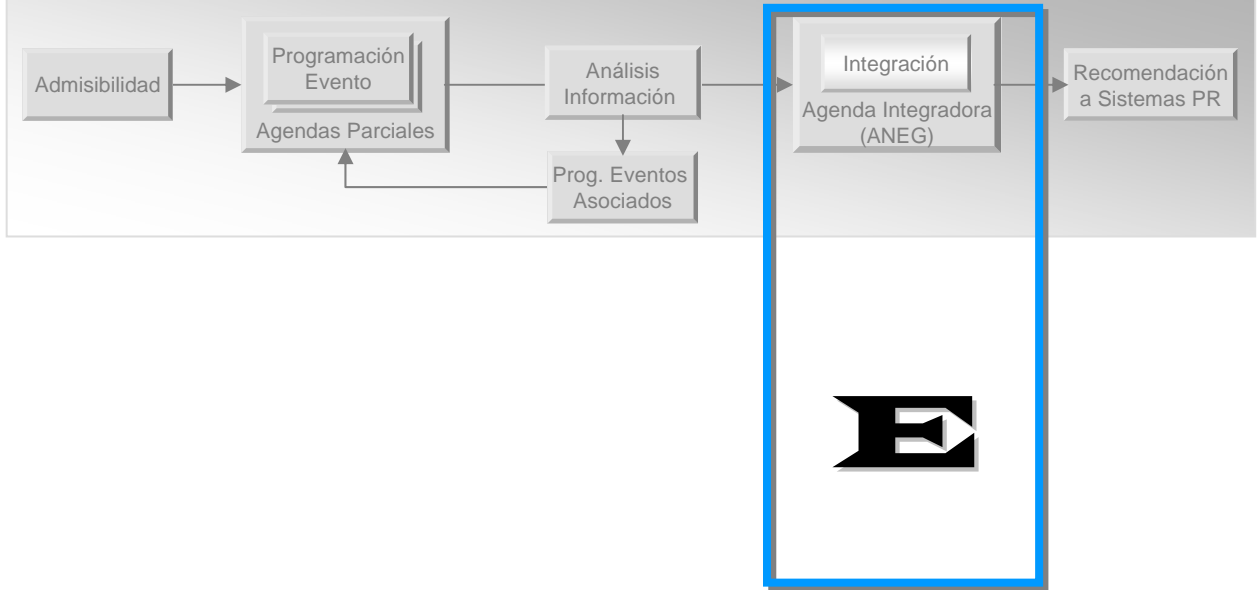 Admisibilidad
Programación
Evento
Agendas Parciales
Análisis
Información
Prog. Eventos
Asociados
Integración
Agenda Integradora
(ANEG)
Recomendación
a Sistemas PR
E